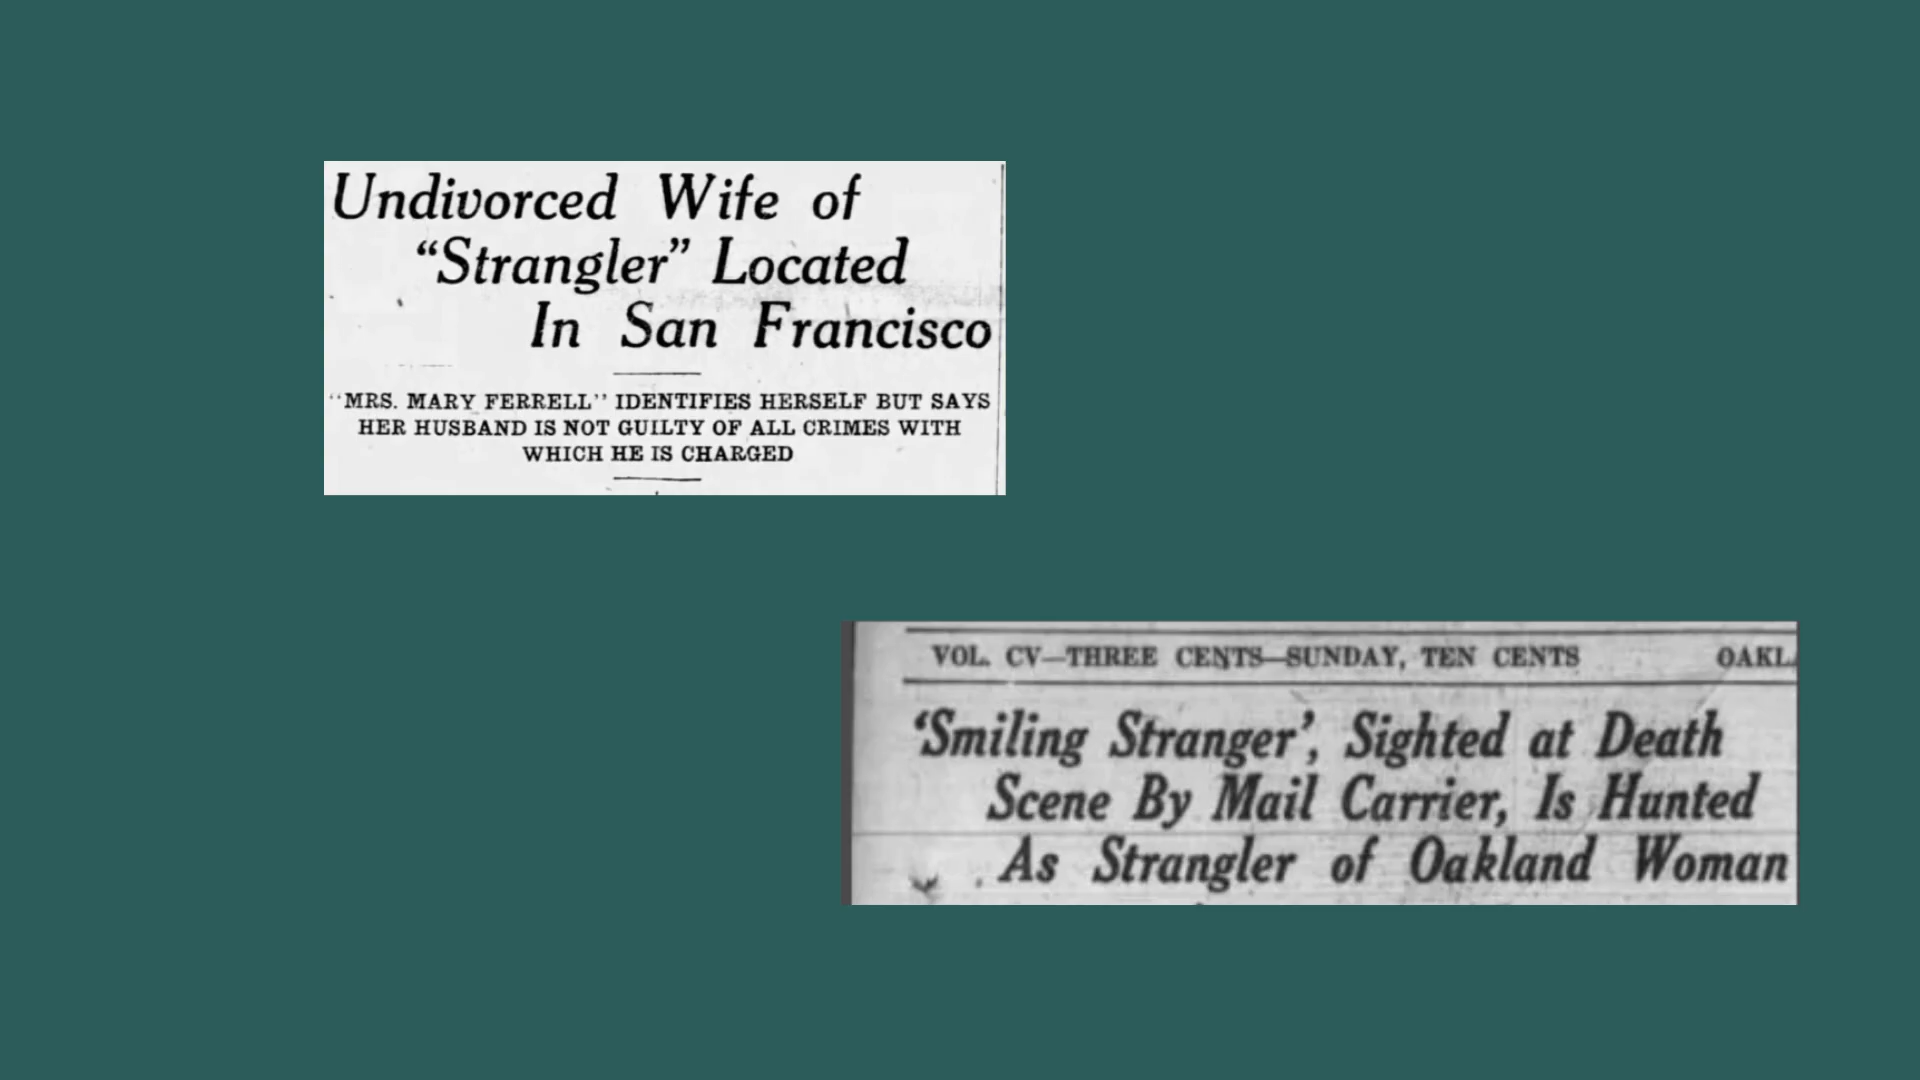 Undivorced Wife of
“Strangler” Located
In San Francisco
“MRS. MARY FERRELL” IDENTIFIES HERSELF BUT SAYS
HER HUSBAND IS NOT GUILTY OF ALL CRIMES WITH
WHICH HE IS CHARGED
VOL. CV—THREE CENTS—SUNDAY, TEN CENTS OAKL
‘Smiling Stranger’, Sighted at Death
Scene By Mail Carrier, Is Hunted
As Strangler of Oakland Woman